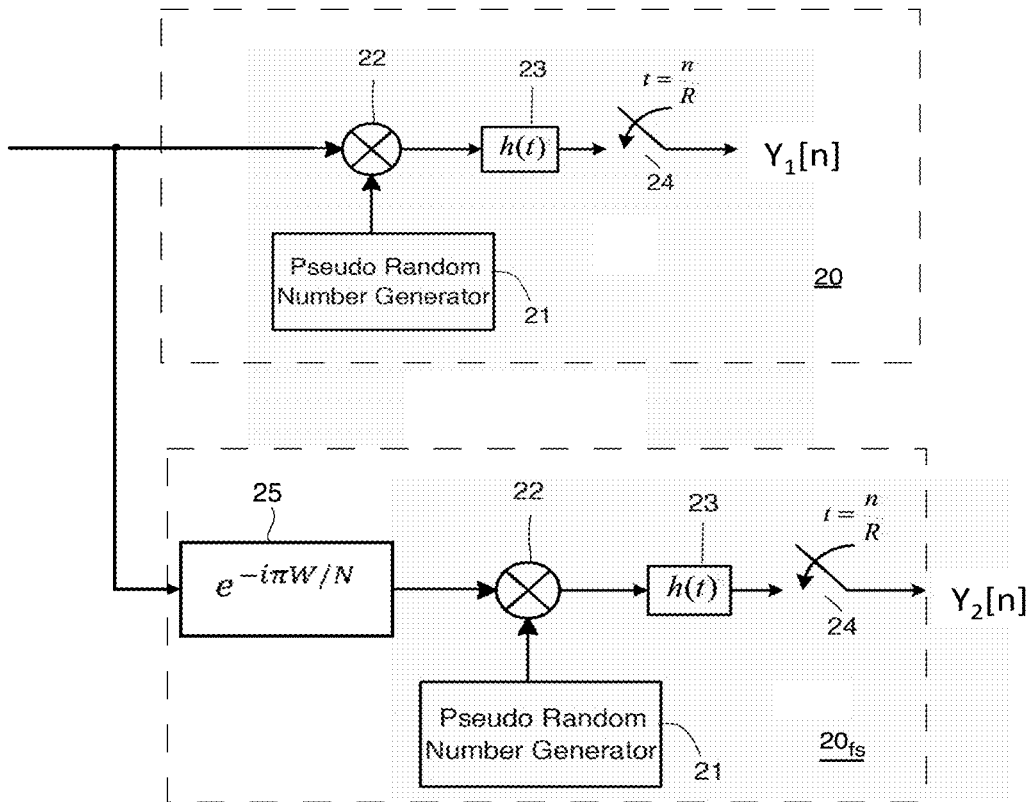 22
23
t = n/R
h(t)
24
Y₁[n]
Pseudo Random
Number Generator
21
20
25
e^{-iπW/N}
22
23
t = n/R
h(t)
24
Y₂[n]
Pseudo Random
Number Generator
21
20fs